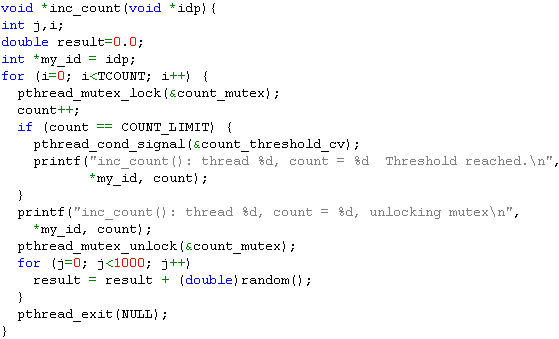 void *inc_count(void *idp){
int j,i;
double result=0.0;
int *my_id = idp;
for (i=0; i<TCOUNT; i++) {
  pthread_mutex_lock(&count_mutex);
  count++;
  if (count == COUNT_LIMIT) {
    pthread_cond_signal(&count_threshold_cv);
    printf("inc_count(): thread %d, count = %d  Threshold reached.\n",
           *my_id, count);
  }
  printf("inc_count(): thread %d, count = %d, unlocking mutex\n",
    *my_id, count);
  pthread_mutex_unlock(&count_mutex);
  for (j=0; j<1000; j++)
    result = result + (double)random();
  }
  pthread_exit(NULL);
}